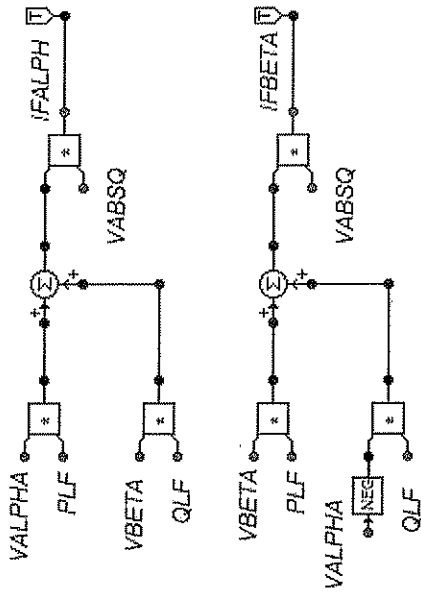 VALPHA
PLF
VBETA
QLF
Σ
+
+
VABSQ
IFALPH
T
VBETA
PLF
VALPHA
NEG
QLF
Σ
+
+
VABSQ
IFBETA
T